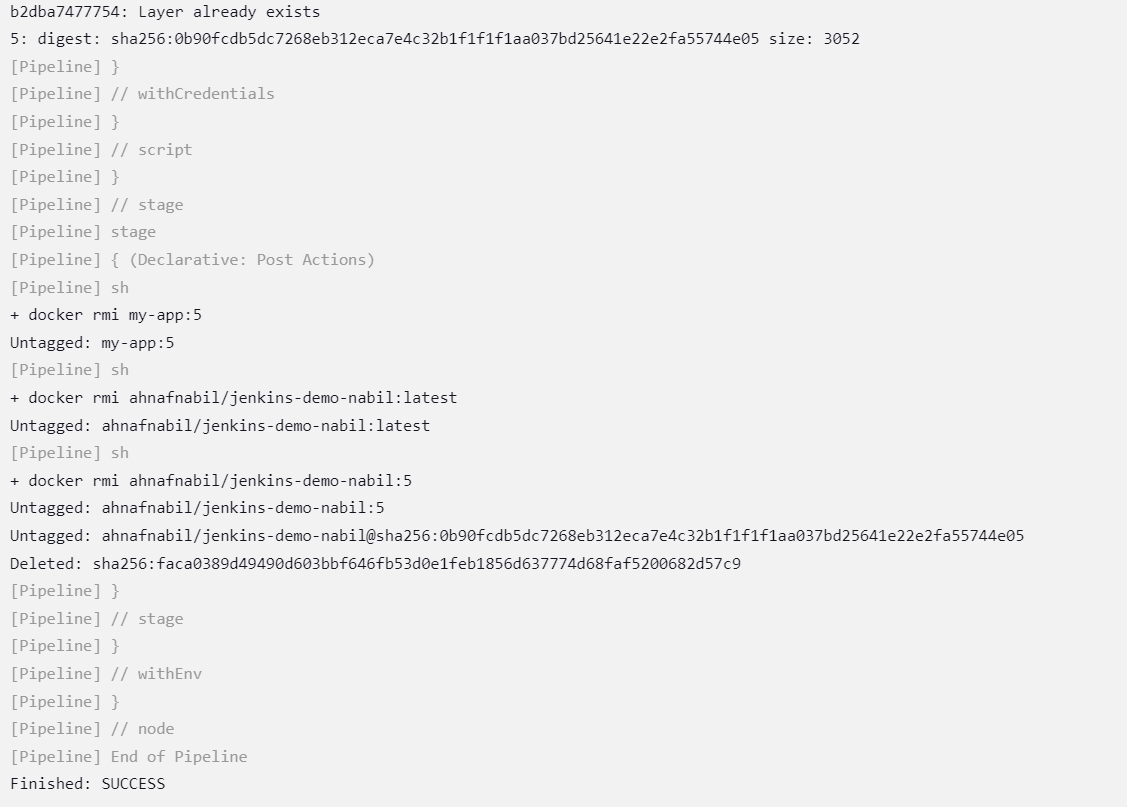 b2dba7477754: Layer already exists
5: digest: sha256:0b90fcdb5dc7268eb312eca7e4c32b1f1f1f1aa037bd25641e22e2fa55744e05 size: 3052
[Pipeline] }
[Pipeline] // withCredentials
[Pipeline] }
[Pipeline] // script
[Pipeline] }
[Pipeline] // stage
[Pipeline] stage
[Pipeline] { (Declarative: Post Actions)
[Pipeline] sh
+ docker rmi my-app:5
Untagged: my-app:5
[Pipeline] sh
+ docker rmi ahnafnabil/jenkins-demo-nabil:latest
Untagged: ahnafnabil/jenkins-demo-nabil:latest
[Pipeline] sh
+ docker rmi ahnafnabil/jenkins-demo-nabil:5
Untagged: ahnafnabil/jenkins-demo-nabil:5
Untagged: ahnafnabil/jenkins-demo-nabil@sha256:0b90fcdb5dc7268eb312eca7e4c32b1f1f1f1aa037bd25641e22e2fa55744e05
Deleted: sha256:faca0389d49490d603bbf646fb53d0e1feb1856d637774d68faf5200682d57c9
[Pipeline] }
[Pipeline] // stage
[Pipeline] }
[Pipeline] // withEnv
[Pipeline] }
[Pipeline] // node
[Pipeline] End of Pipeline
Finished: SUCCESS